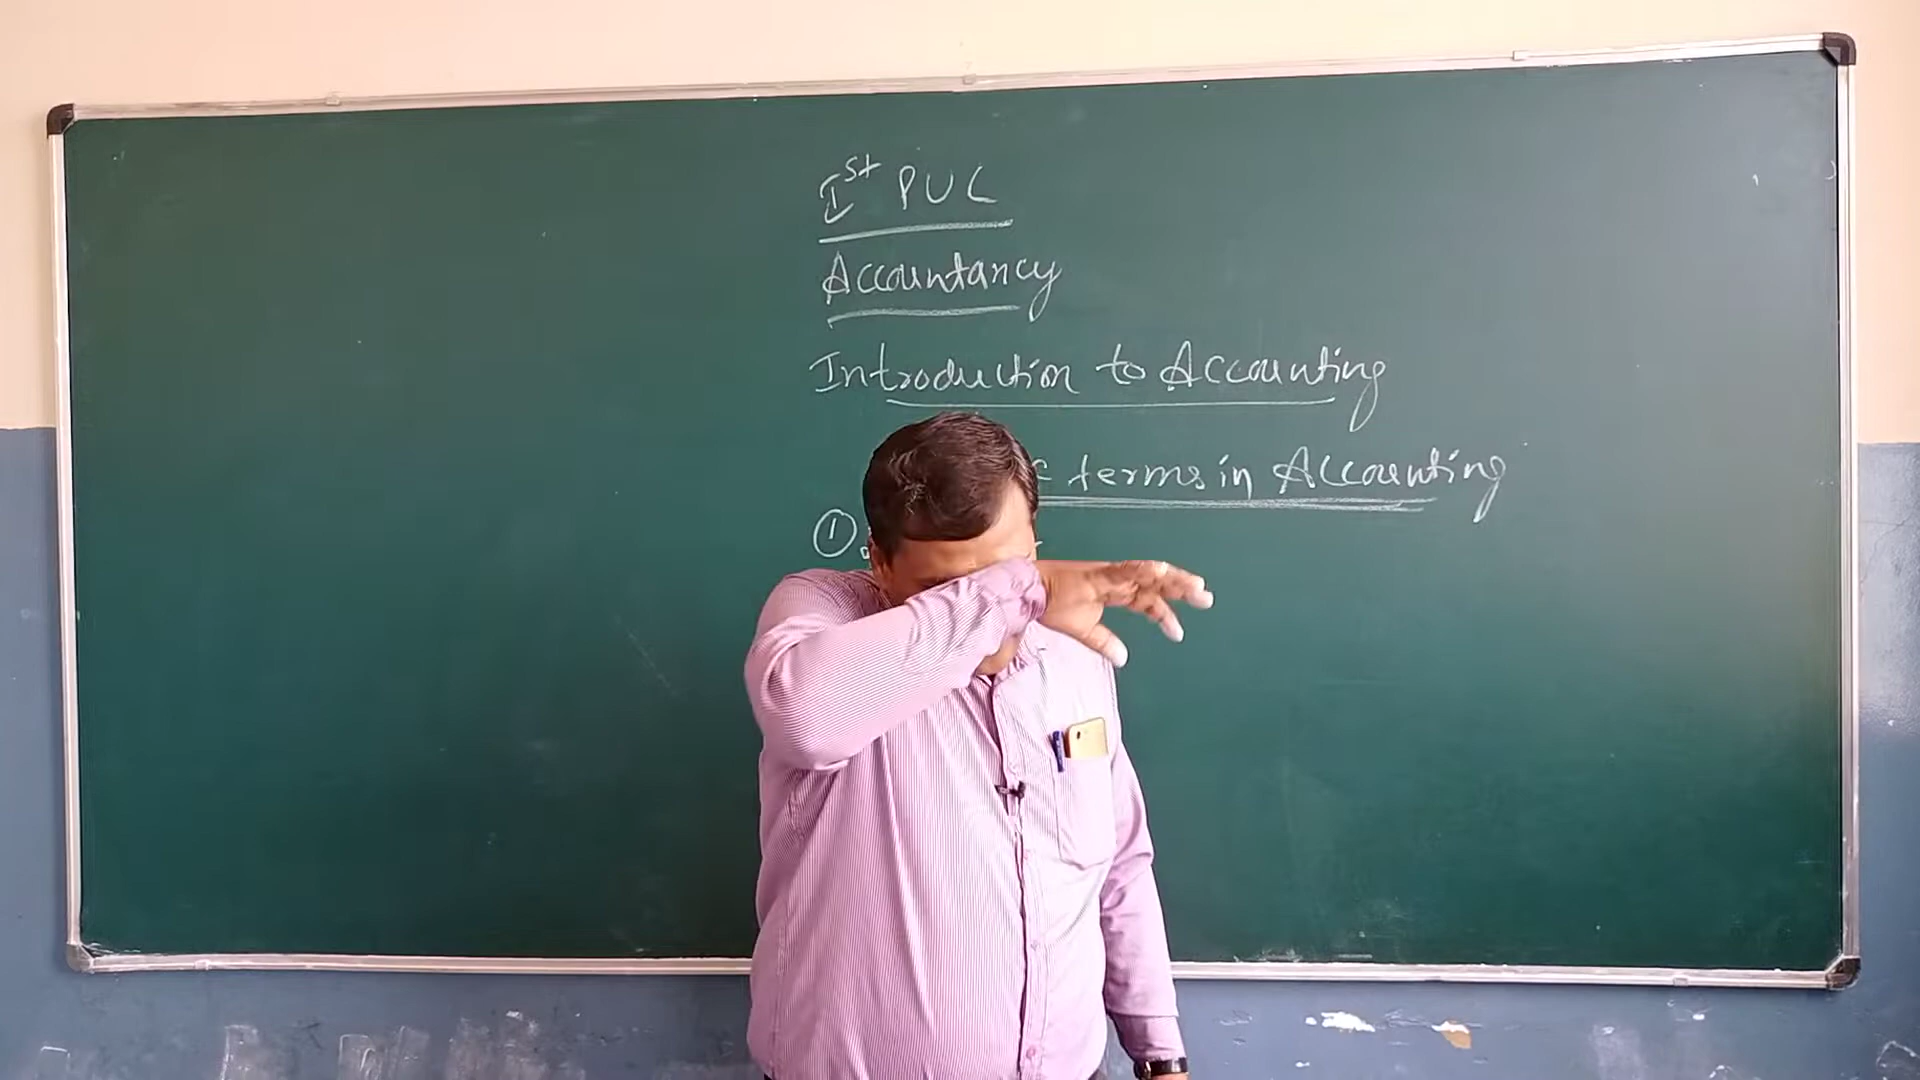 Ist PUC
Accountancy
Introduction to Accounting
terms in Accounting
①.